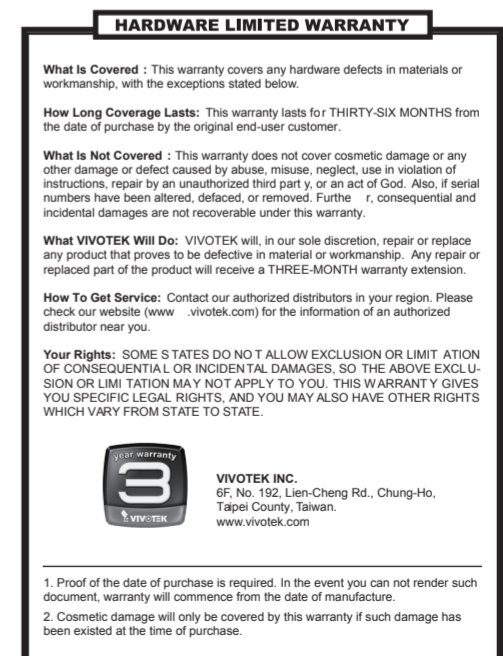 HARDWARE LIMITED WARRANTY
What Is Covered : This warranty covers any hardware defects in materials or
workmanship, with the exceptions stated below.
How Long Coverage Lasts: This warranty lasts for THIRTY-SIX MONTHS from
the date of purchase by the original end-user customer.
What Is Not Covered : This warranty does not cover cosmetic damage or any
other damage or defect caused by abuse, misuse, neglect, use in violation of
instructions, repair by an unauthorized third part y, or an act of God. Also, if serial
numbers have been altered, defaced, or removed. Furthe r, consequential and
incidental damages are not recoverable under this warranty.
What VIVOTEK Will Do: VIVOTEK will, in our sole discretion, repair or replace
any product that proves to be defective in material or workmanship. Any repair or
replaced part of the product will receive a THREE-MONTH warranty extension.
How To Get Service: Contact our authorized distributors in your region. Please
check our website (www .vivotek.com) for the information of an authorized
distributor near you.
Your Rights: SOME S TATES DO NO T ALLOW EXCLUSION OR LIMIT ATION
OF CONSEQUENTIA L OR INCIDEN TAL DAMAGES, SO THE ABOVE EXCL U-
SION OR LIMI TATION MAY NOT APPLY TO YOU. THIS W ARRANT Y GIVES
YOU SPECIFIC LEGAL RIGHTS, AND YOU MAY ALSO HAVE OTHER RIGHTS
WHICH VARY FROM STATE TO STATE.
year warranty
3
VIVOTEK
VIVOTEK INC.
6F, No. 192, Lien-Cheng Rd., Chung-Ho,
Taipei County, Taiwan.
www.vivotek.com
1. Proof of the date of purchase is required. In the event you can not render such
document, warranty will commence from the date of manufacture.
2. Cosmetic damage will only be covered by this warranty if such damage has
been existed at the time of purchase.